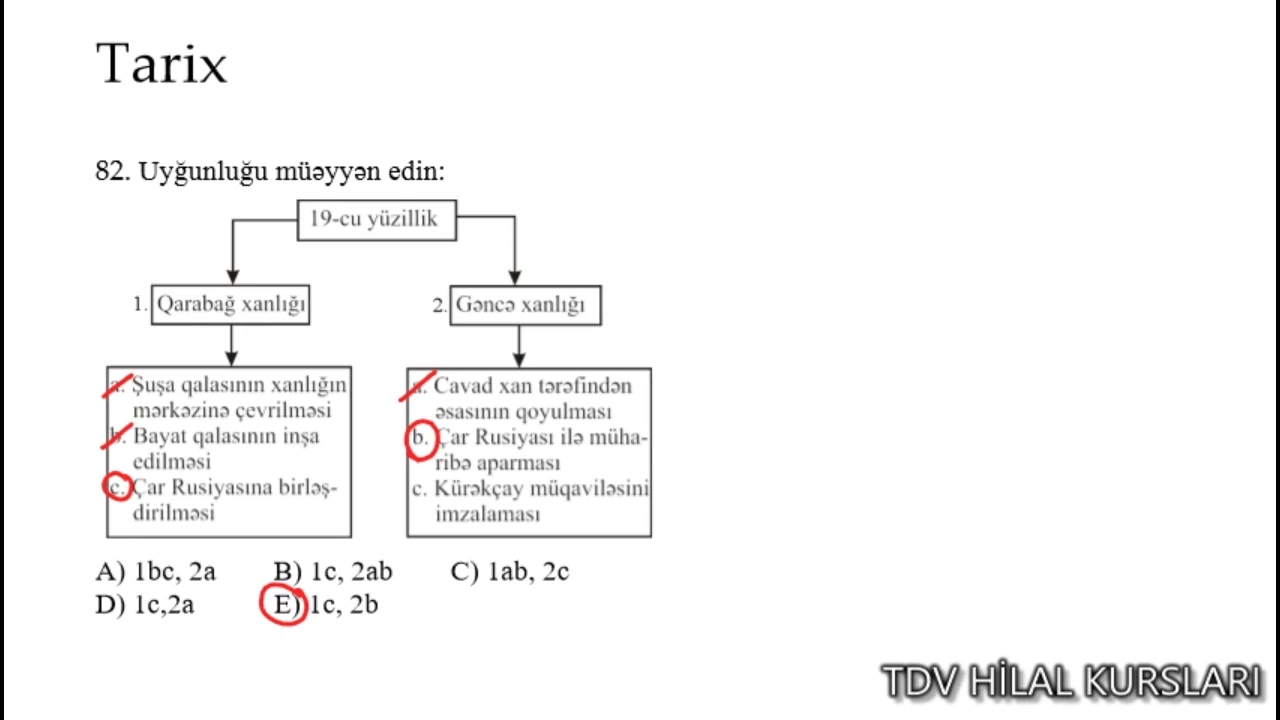 Tarix
82. Uyğunluğu müəyyən edin:
19-cu yüzillik
1. Qarabağ xanlığı
2. Gəncə xanlığı
a. Şuşa qalasının xanlığın
mərkəzinə çevrilməsi
b. Bayat qalasının inşa
edilməsi
c. Çar Rusiyasına birləş-
dirilməsi
a. Cavad xan tərəfindən
əsasının qoyulması
b. Çar Rusiyası ilə müha-
ribə aparması
c. Kürəkçay müqaviləsini
imzalaması
A) 1bc, 2a B) 1c, 2ab C) 1ab, 2c
D) 1c,2a E) 1c, 2b
TDV HİLAL KURSLARI